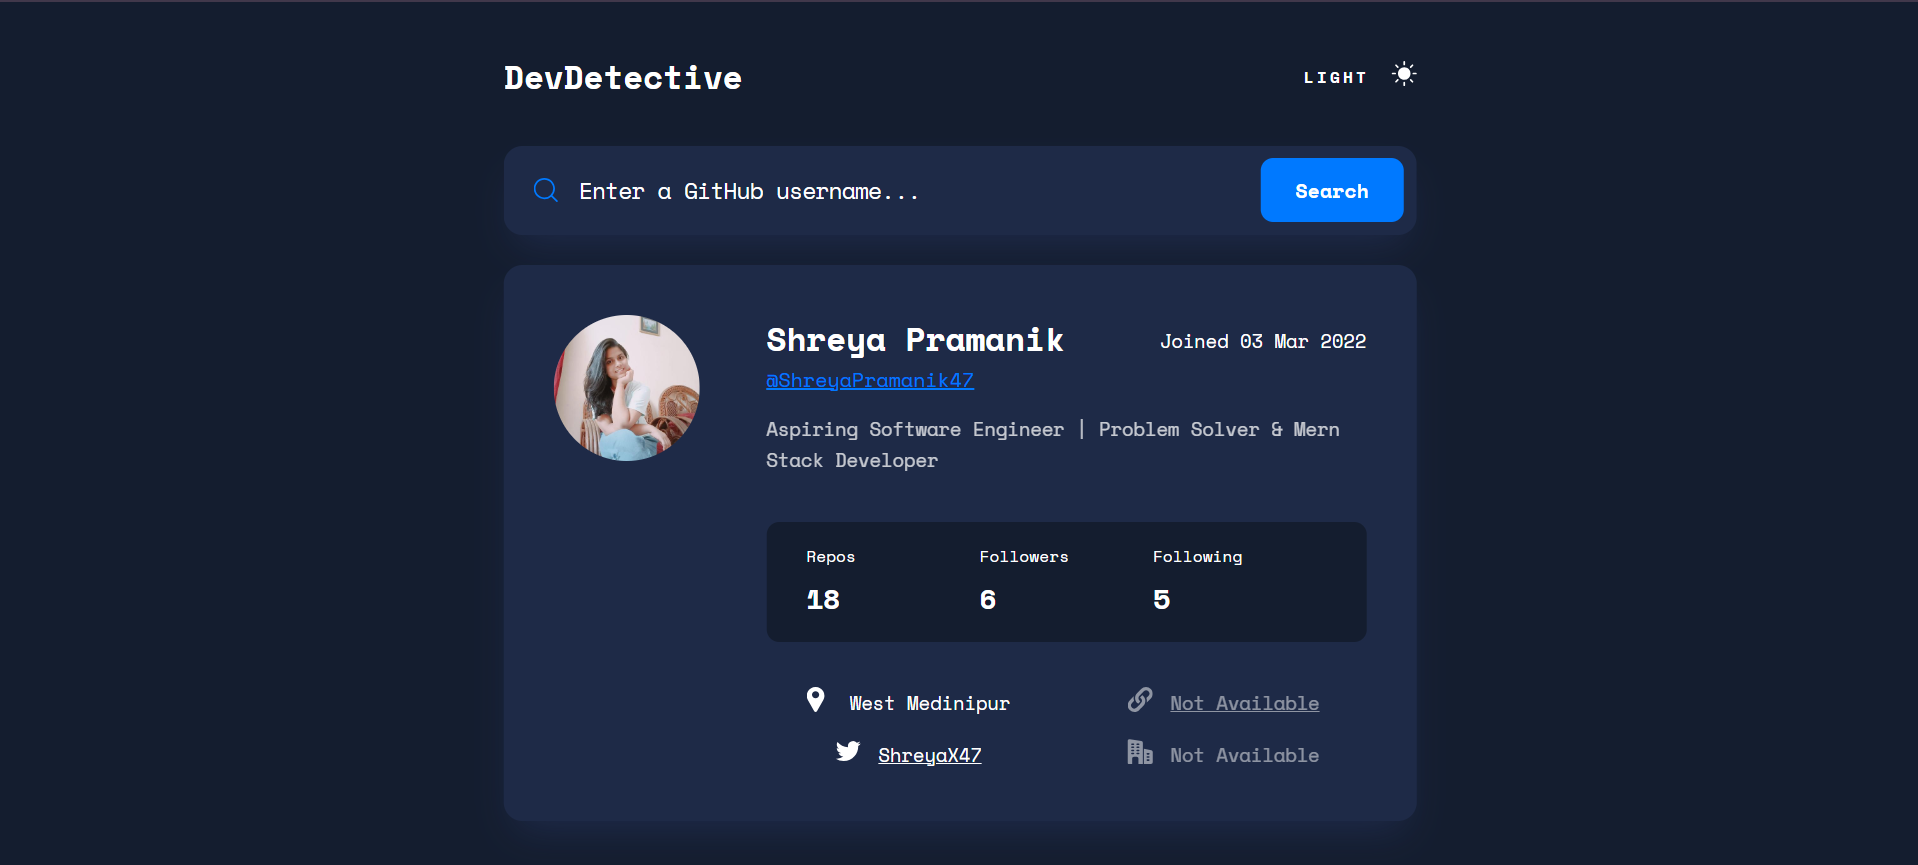 DevDetective
LIGHT
Enter a GitHub username...
Search
Shreya Pramanik
Joined 03 Mar 2022
@ShreyaPramanik47
Aspiring Software Engineer | Problem Solver & Mern
Stack Developer
Repos
Followers
Following
18
6
5
West Medinipur
Not Available
ShreyaX47
Not Available